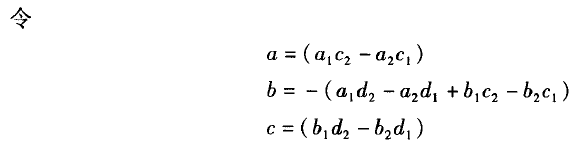 令
a = ( a₁c₂ − a₂c₁ )
b = − ( a₁d₂ − a₂d₁ + b₁c₂ − b₂c₁ )
c = ( b₁d₂ − b₂d₁ )